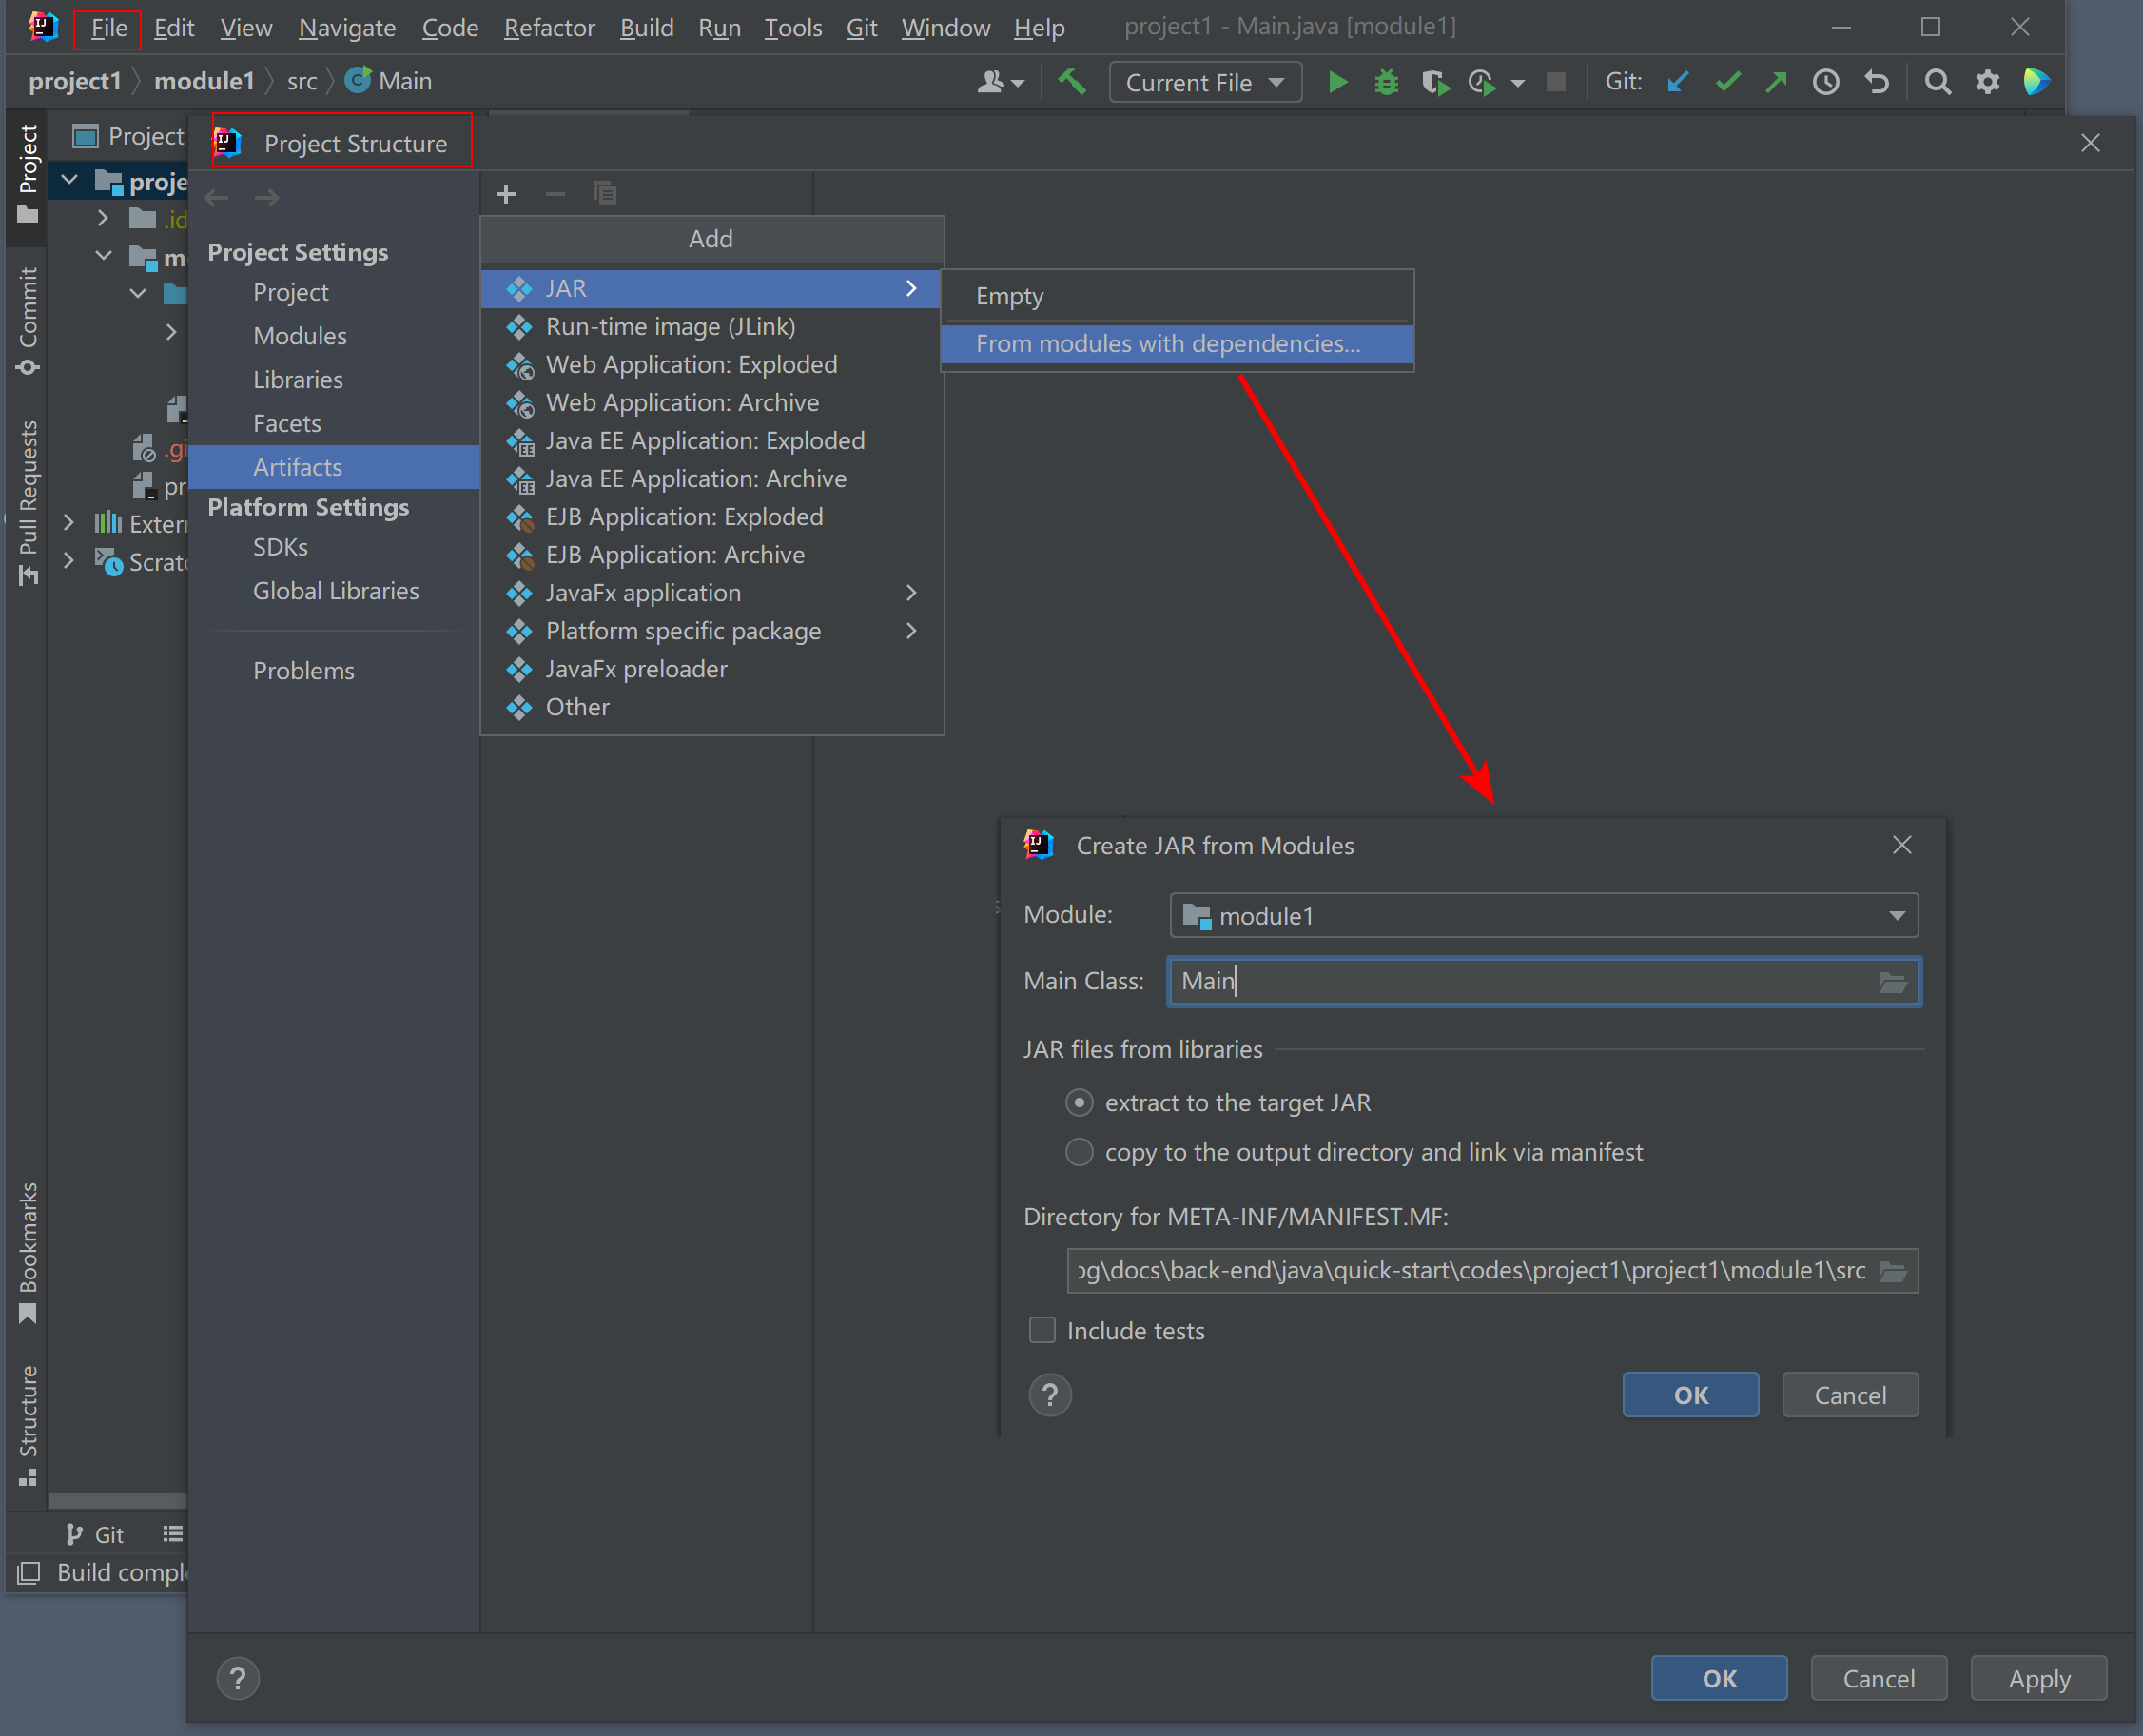 File Edit View Navigate Code Refactor Build Run Tools Git Window Help project1 - Main.java [module1]
project1 module1 src Main Current File Git:
Project
Project Structure
Project
Commit
Pull Requests
Bookmarks
Structure
proje
.id
m
.gi
pr
Extern
Scrat
Project Settings
Project
Modules
Libraries
Facets
Artifacts
Platform Settings
SDKs
Global Libraries
Problems
Add
JAR
Run-time image (JLink)
Web Application: Exploded
Web Application: Archive
Java EE Application: Exploded
Java EE Application: Archive
EJB Application: Exploded
EJB Application: Archive
JavaFx application
Platform specific package
JavaFx preloader
Other
Empty
From modules with dependencies...
Create JAR from Modules
Module: module1
Main Class: Main
JAR files from libraries
extract to the target JAR
copy to the output directory and link via manifest
Directory for META-INF/MANIFEST.MF:
og\docs\back-end\java\quick-start\codes\project1\project1\module1\src
Include tests
? OK Cancel
Git
Build compl
? OK Cancel Apply